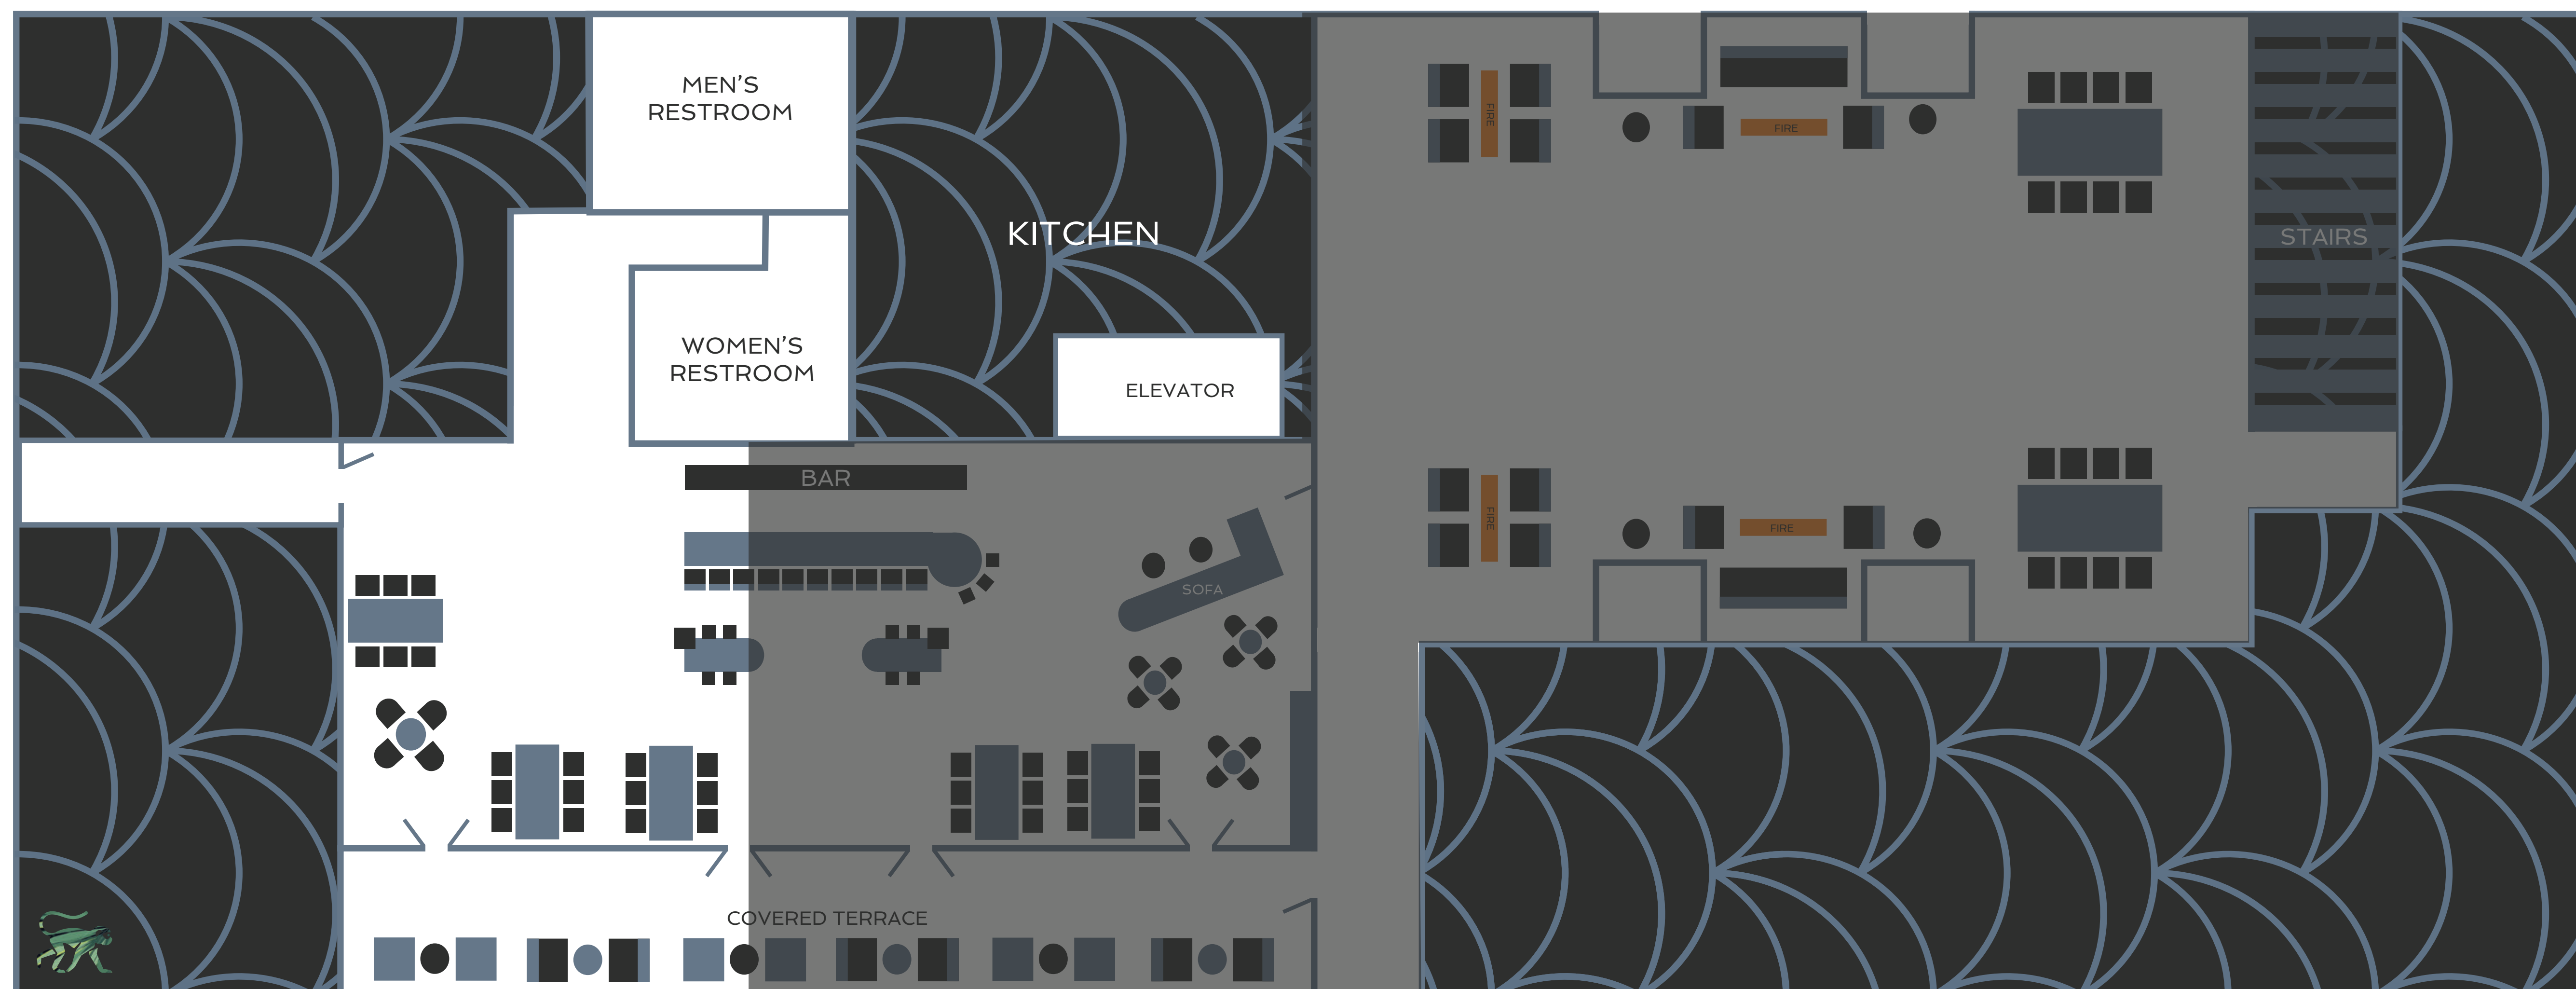 MEN'S
RESTROOM
FIRE
FIRE
KITCHEN
STAIRS
WOMEN'S
RESTROOM
ELEVATOR
BAR
FIRE
FIRE
SOFA
COVERED TERRACE